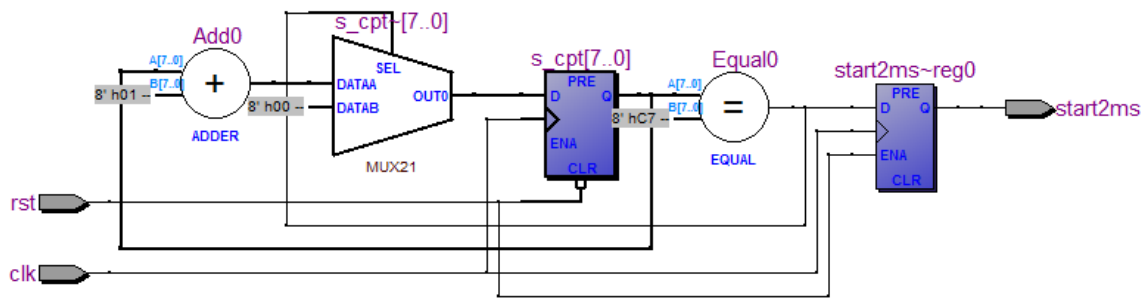 Add0
A[7..0]
B[7..0]
8' h01 --
+
ADDER
s_cpt~[7..0]
SEL
DATAA
8' h00 --
DATAB
OUT0
MUX21
s_cpt[7..0]
PRE
D
Q
ENA
CLR
Equal0
A[7..0]
B[7..0]
8' hC7 --
=
EQUAL
start2ms~reg0
PRE
D
Q
ENA
CLR
start2ms
rst
clk